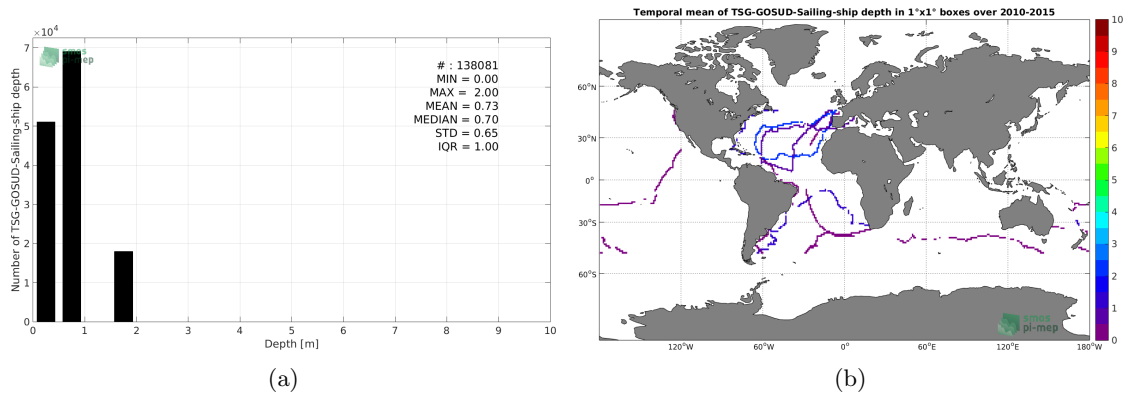 ×10⁴
7
6
5
4
3
2
1
0
Number of TSG-GOSUD-Sailing-ship depth
smos
pi-mep
# : 138081
MIN = 0.00
MAX = 2.00
MEAN = 0.73
MEDIAN = 0.70
STD = 0.65
IQR = 1.00
0 1 2 3 4 5 6 7 8 9 10
Depth [m]
(a)
Temporal mean of TSG-GOSUD-Sailing-ship depth in 1°x1° boxes over 2010-2015
60°N
30°N
0°
30°S
60°S
120°W 60°W 0° 60°E 120°E 180°W
smos
pi-mep
10
9
8
7
6
5
4
3
2
1
0
(b)